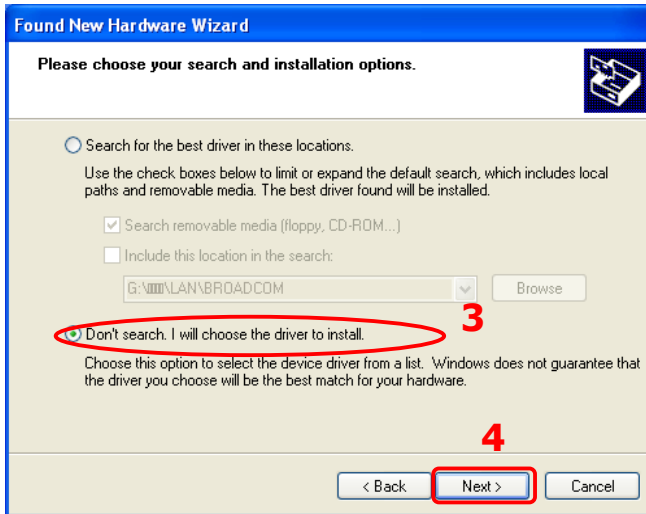 Found New Hardware Wizard
Please choose your search and installation options.
Search for the best driver in these locations.
Use the check boxes below to limit or expand the default search, which includes local
paths and removable media. The best driver found will be installed.
Search removable media (floppy, CD-ROM...)
Include this location in the search:
\LAN\BROADCOM
Browse
3
Don't search. I will choose the driver to install.
Choose this option to select the device driver from a list. Windows does not guarantee that
the driver you choose will be the best match for your hardware.
4
< Back
Next >
Cancel